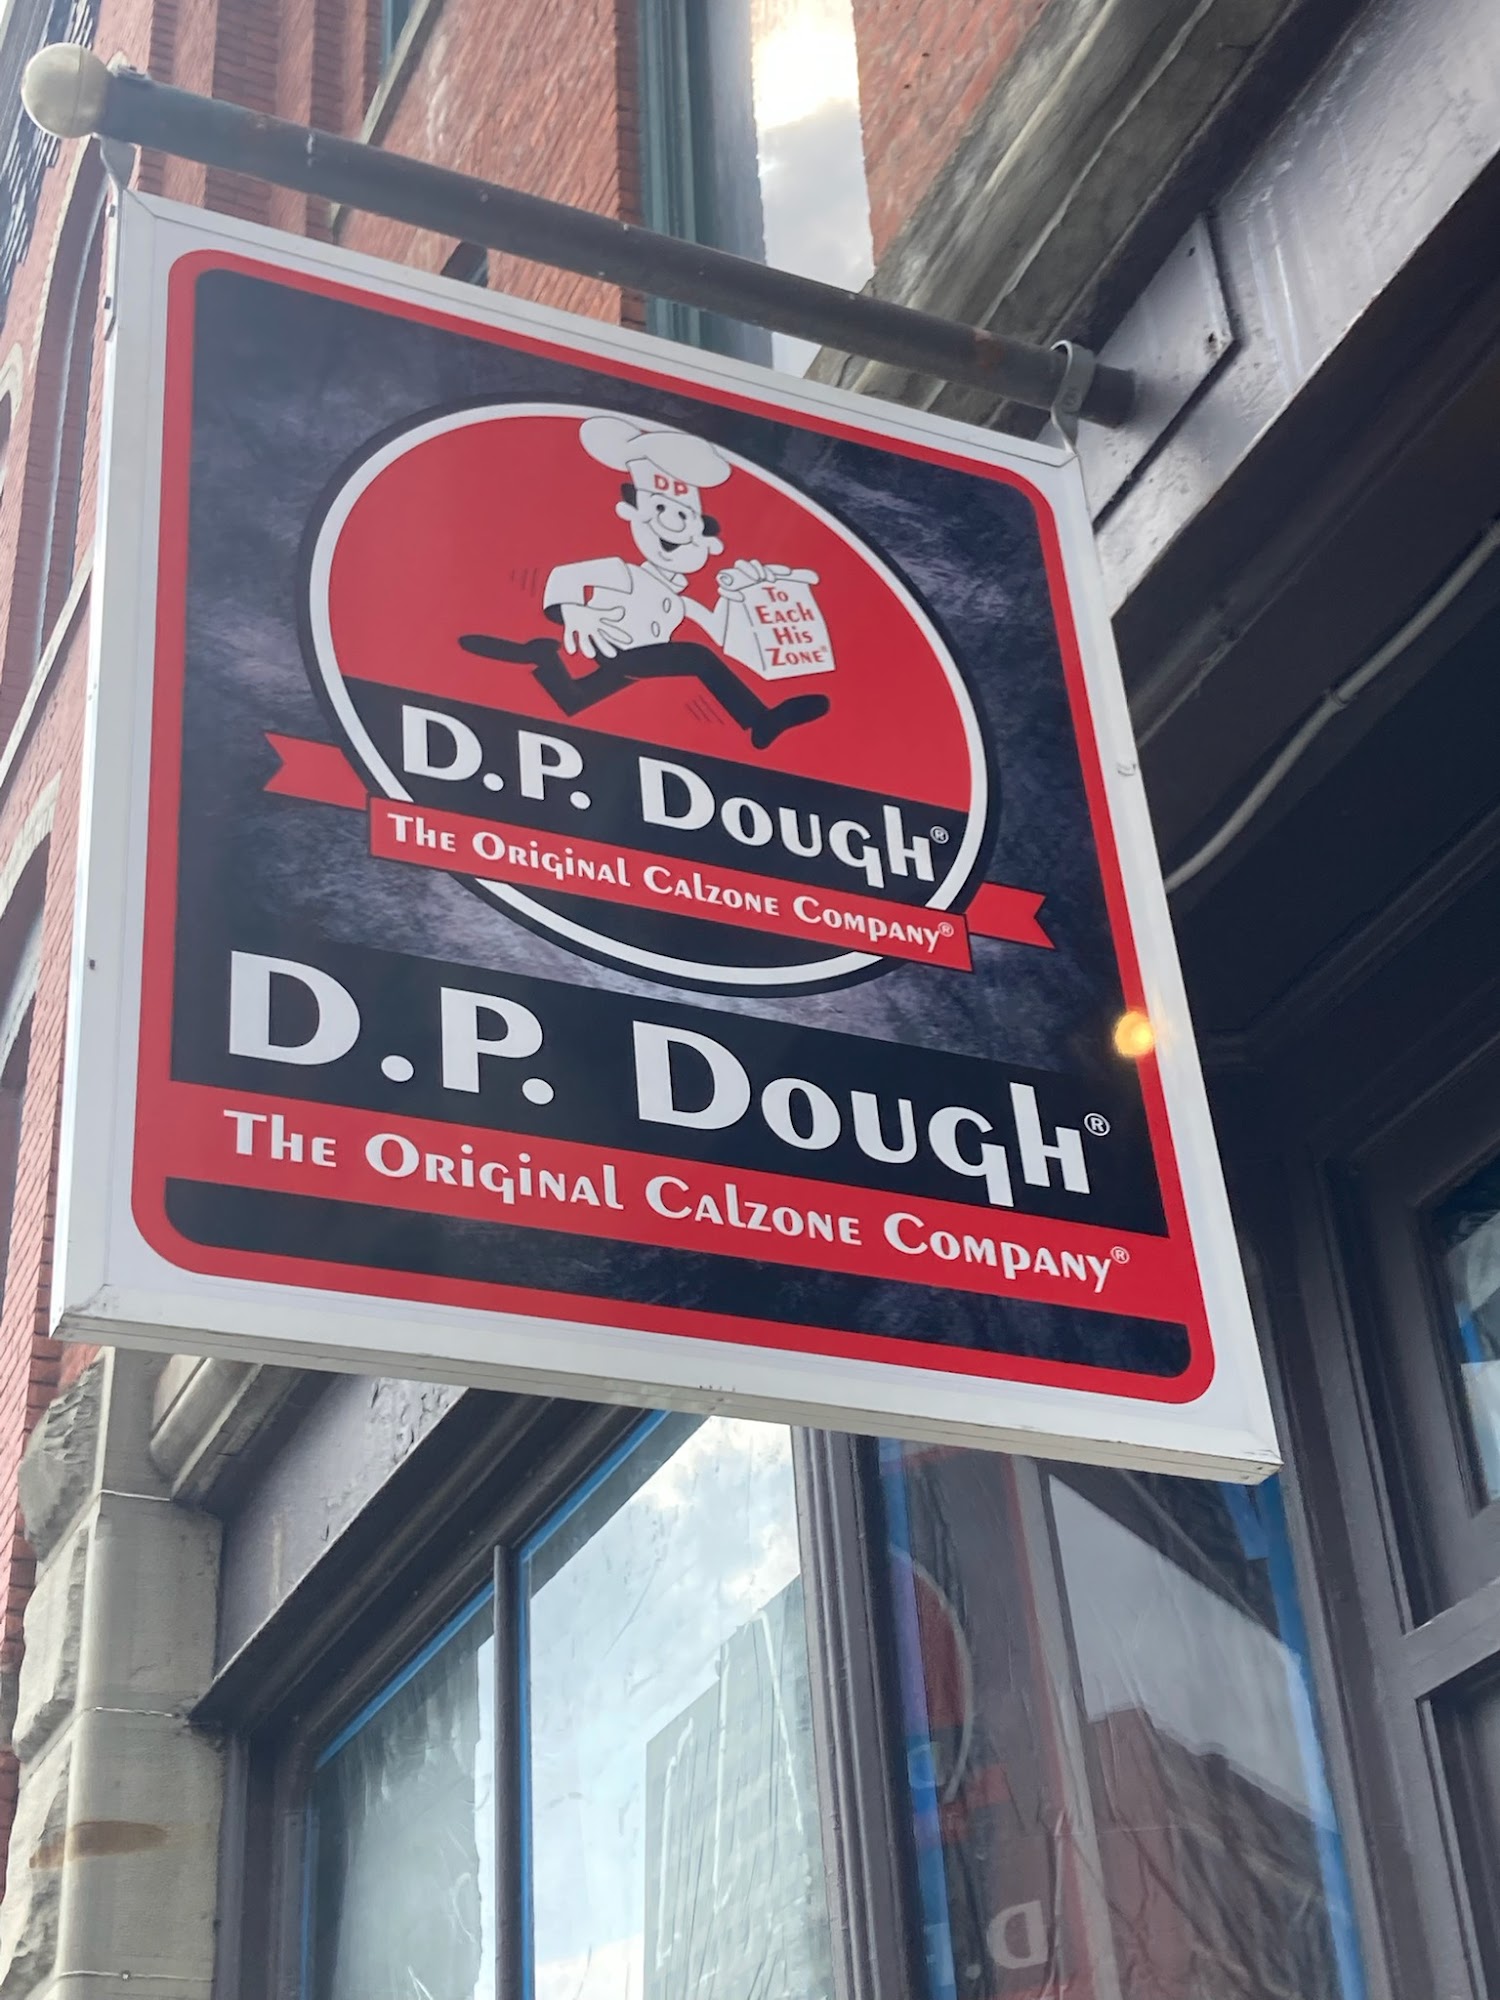 DP
To
Each
His
Zone®
D.P. Dough®
The Original Calzone Company®
D.P. Dough®
The Original Calzone Company®
D.